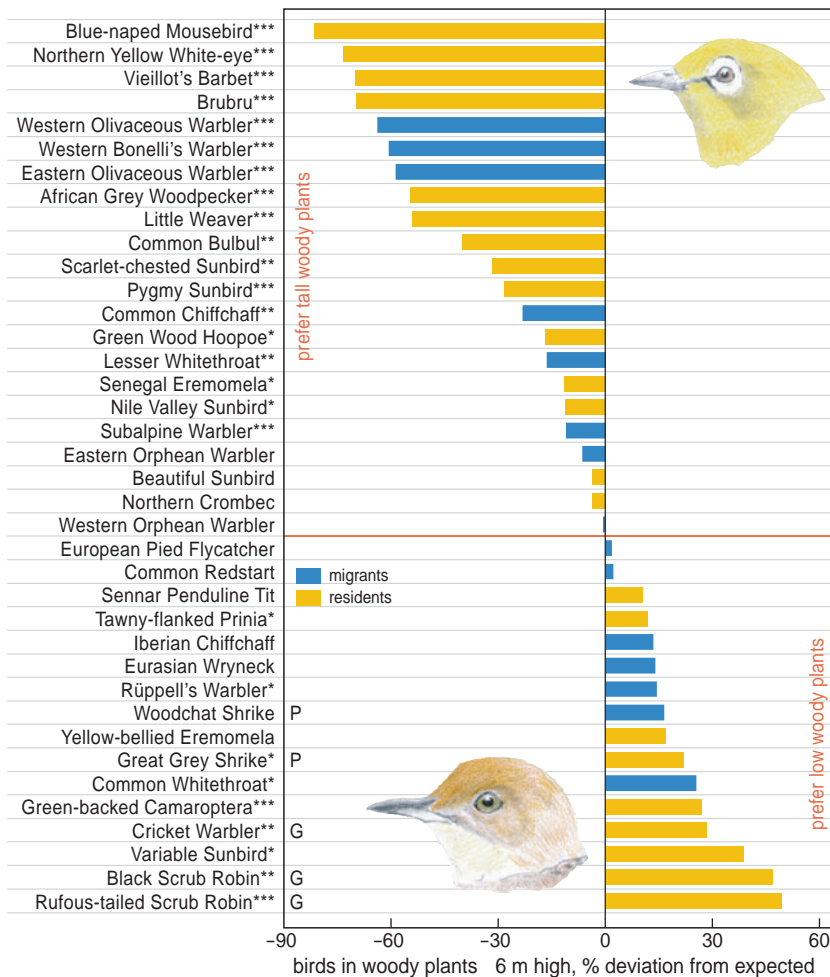 Blue-naped Mousebird***
Northern Yellow White-eye***
Vieillot's Barbet***
Brubru***
Western Olivaceous Warbler***
Western Bonelli's Warbler***
Eastern Olivaceous Warbler***
African Grey Woodpecker***
Little Weaver***
Common Bulbul**
Scarlet-chested Sunbird**
Pygmy Sunbird***
Common Chiffchaff**
Green Wood Hoopoe*
Lesser Whitethroat**
Senegal Eremomela*
Nile Valley Sunbird*
Subalpine Warbler***
Eastern Orphean Warbler
Beautiful Sunbird
Northern Crombec
Western Orphean Warbler
prefer tall woody plants
European Pied Flycatcher
Common Redstart
migrants
Sennar Penduline Tit
residents
Tawny-flanked Prinia*
Iberian Chiffchaff
Eurasian Wryneck
Rüppell's Warbler*
Woodchat Shrike P
Yellow-bellied Eremomela
Great Grey Shrike* P
Common Whitethroat*
Green-backed Camaroptera***
Cricket Warbler** G
Variable Sunbird*
Black Scrub Robin** G
Rufous-tailed Scrub Robin*** G
prefer low woody plants
−90 −60 −30 0 30 60
birds in woody plants 6 m high, % deviation from expected